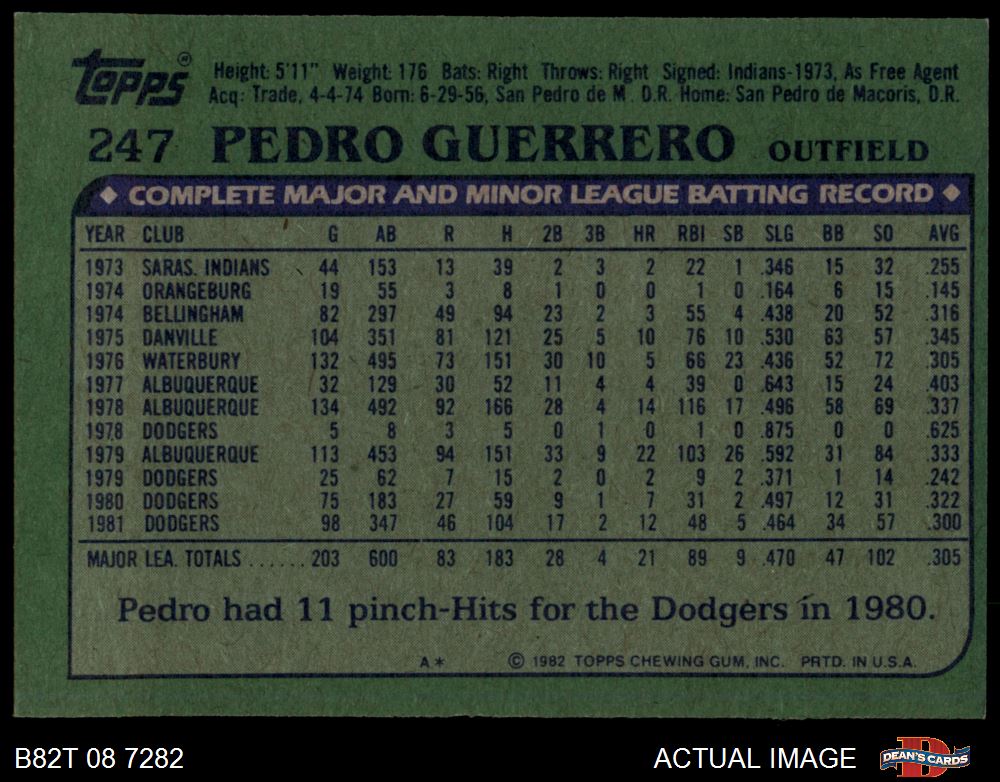 Topps® Height: 5'11" Weight: 176 Bats: Right Throws: Right Signed: Indians-1973, As Free Agent
Acq: Trade, 4-4-74 Born: 6-29-56, San Pedro de M. D.R. Home: San Pedro de Macoris, D.R.
247 PEDRO GUERRERO OUTFIELD
◆ COMPLETE MAJOR AND MINOR LEAGUE BATTING RECORD ◆
YEAR CLUB G AB R H 2B 3B HR RBI SB SLG BB SO AVG
1973 SARAS. INDIANS 44 153 13 39 2 3 2 22 1 .346 15 32 .255
1974 ORANGEBURG 19 55 3 8 1 0 0 1 0 .164 6 15 .145
1974 BELLINGHAM 82 297 49 94 23 2 3 55 4 .438 20 52 .316
1975 DANVILLE 104 351 81 121 25 5 10 76 10 .530 63 57 .345
1976 WATERBURY 132 495 73 151 30 10 5 66 23 .436 52 72 .305
1977 ALBUQUERQUE 32 129 30 52 11 4 4 39 0 .643 15 24 .403
1978 ALBUQUERQUE 134 492 92 166 28 4 14 116 17 .496 58 69 .337
1978 DODGERS 5 8 3 5 0 1 0 1 0 .875 0 0 .625
1979 ALBUQUERQUE 113 453 94 151 33 9 22 103 26 .592 31 84 .333
1979 DODGERS 25 62 7 15 2 0 2 9 2 .371 1 14 .242
1980 DODGERS 75 183 27 59 9 1 7 31 2 .497 12 31 .322
1981 DODGERS 98 347 46 104 17 2 12 48 5 .464 34 57 .300
MAJOR LEA. TOTALS ...... 203 600 83 183 28 4 21 89 9 .470 47 102 .305
Pedro had 11 pinch-Hits for the Dodgers in 1980.
A* © 1982 TOPPS CHEWING GUM, INC. PRTD. IN U.S.A.
B82T 08 7282 ACTUAL IMAGE D DEAN'S CARDS